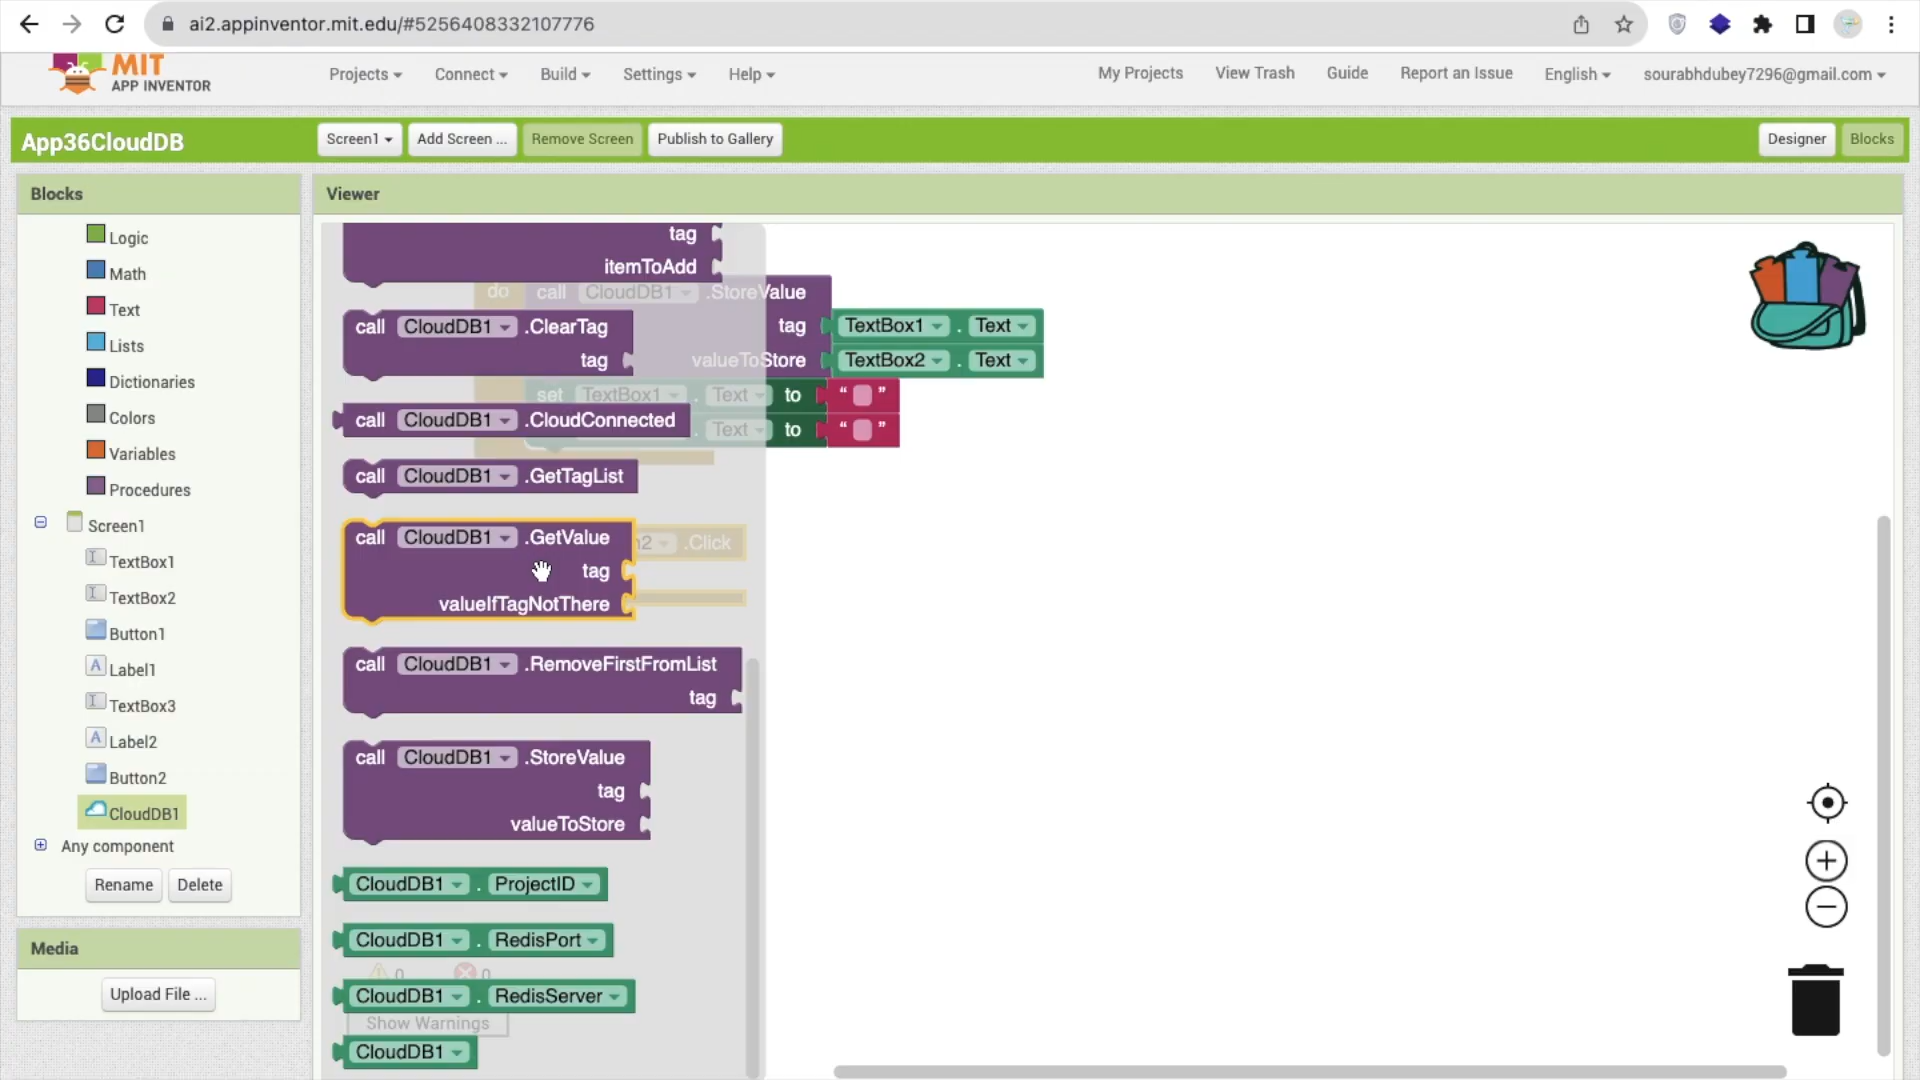 ai2.appinventor.mit.edu/#5256408332107776
MIT
APP INVENTOR
Projects
Connect
Build
Settings
Help
My Projects
View Trash
Guide
Report an Issue
English
sourabhdubey7296@gmail.com
App36CloudDB
Screen1
Add Screen ...
Remove Screen
Publish to Gallery
Designer
Blocks
Blocks
Viewer
Logic
Math
Text
Lists
Dictionaries
Colors
Variables
Procedures
Screen1
TextBox1
TextBox2
Button1
Label1
TextBox3
Label2
Button2
CloudDB1
Any component
Rename
Delete
Media
Upload File ...
tag
itemToAdd
do call CloudDB1 .StoreValue
call CloudDB1 .ClearTag
tag
tag TextBox1 . Text
valueToStore TextBox2 . Text
set TextBox1 . Text to “ ”
call CloudDB1 .CloudConnected
. Text to “ ”
call CloudDB1 .GetTagList
call CloudDB1 .GetValue
tag
valueIfTagNotThere
n2 .Click
call CloudDB1 .RemoveFirstFromList
tag
call CloudDB1 .StoreValue
tag
valueToStore
CloudDB1 . ProjectID
CloudDB1 . RedisPort
0 0
CloudDB1 . RedisServer
Show Warnings
CloudDB1